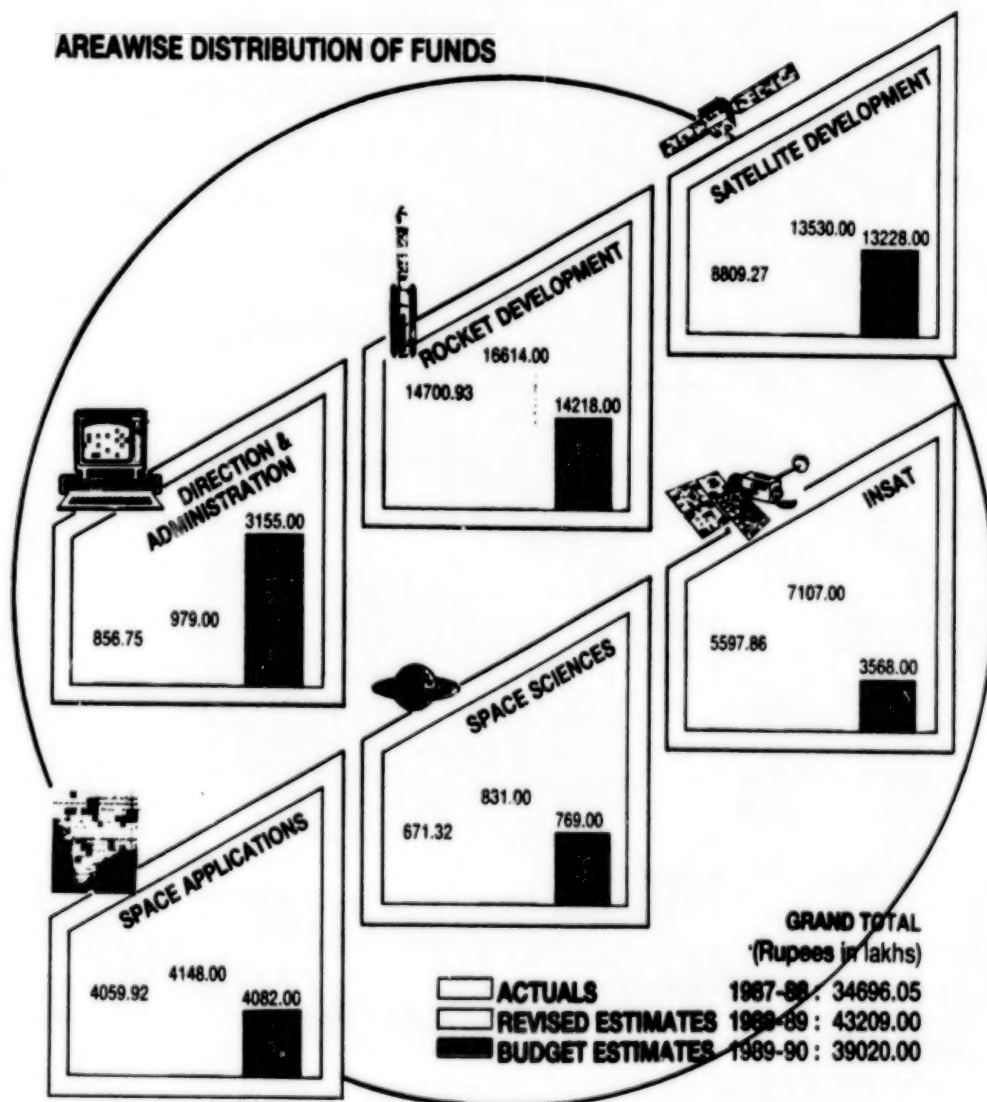 AREAWISE DISTRIBUTION OF FUNDS
SATELLITE DEVELOPMENT
8809.27
13530.00
13228.00
ROCKET DEVELOPMENT
14700.93
16614.00
14218.00
DIRECTION &
ADMINISTRATION
856.75
979.00
3155.00
INSAT
5597.86
7107.00
3568.00
SPACE SCIENCES
671.32
831.00
769.00
SPACE APPLICATIONS
4059.92
4148.00
4082.00
GRAND TOTAL
(Rupees in lakhs)
ACTUALS 1987-88 : 34696.05
REVISED ESTIMATES 1988-89 : 43209.00
BUDGET ESTIMATES 1989-90 : 39020.00